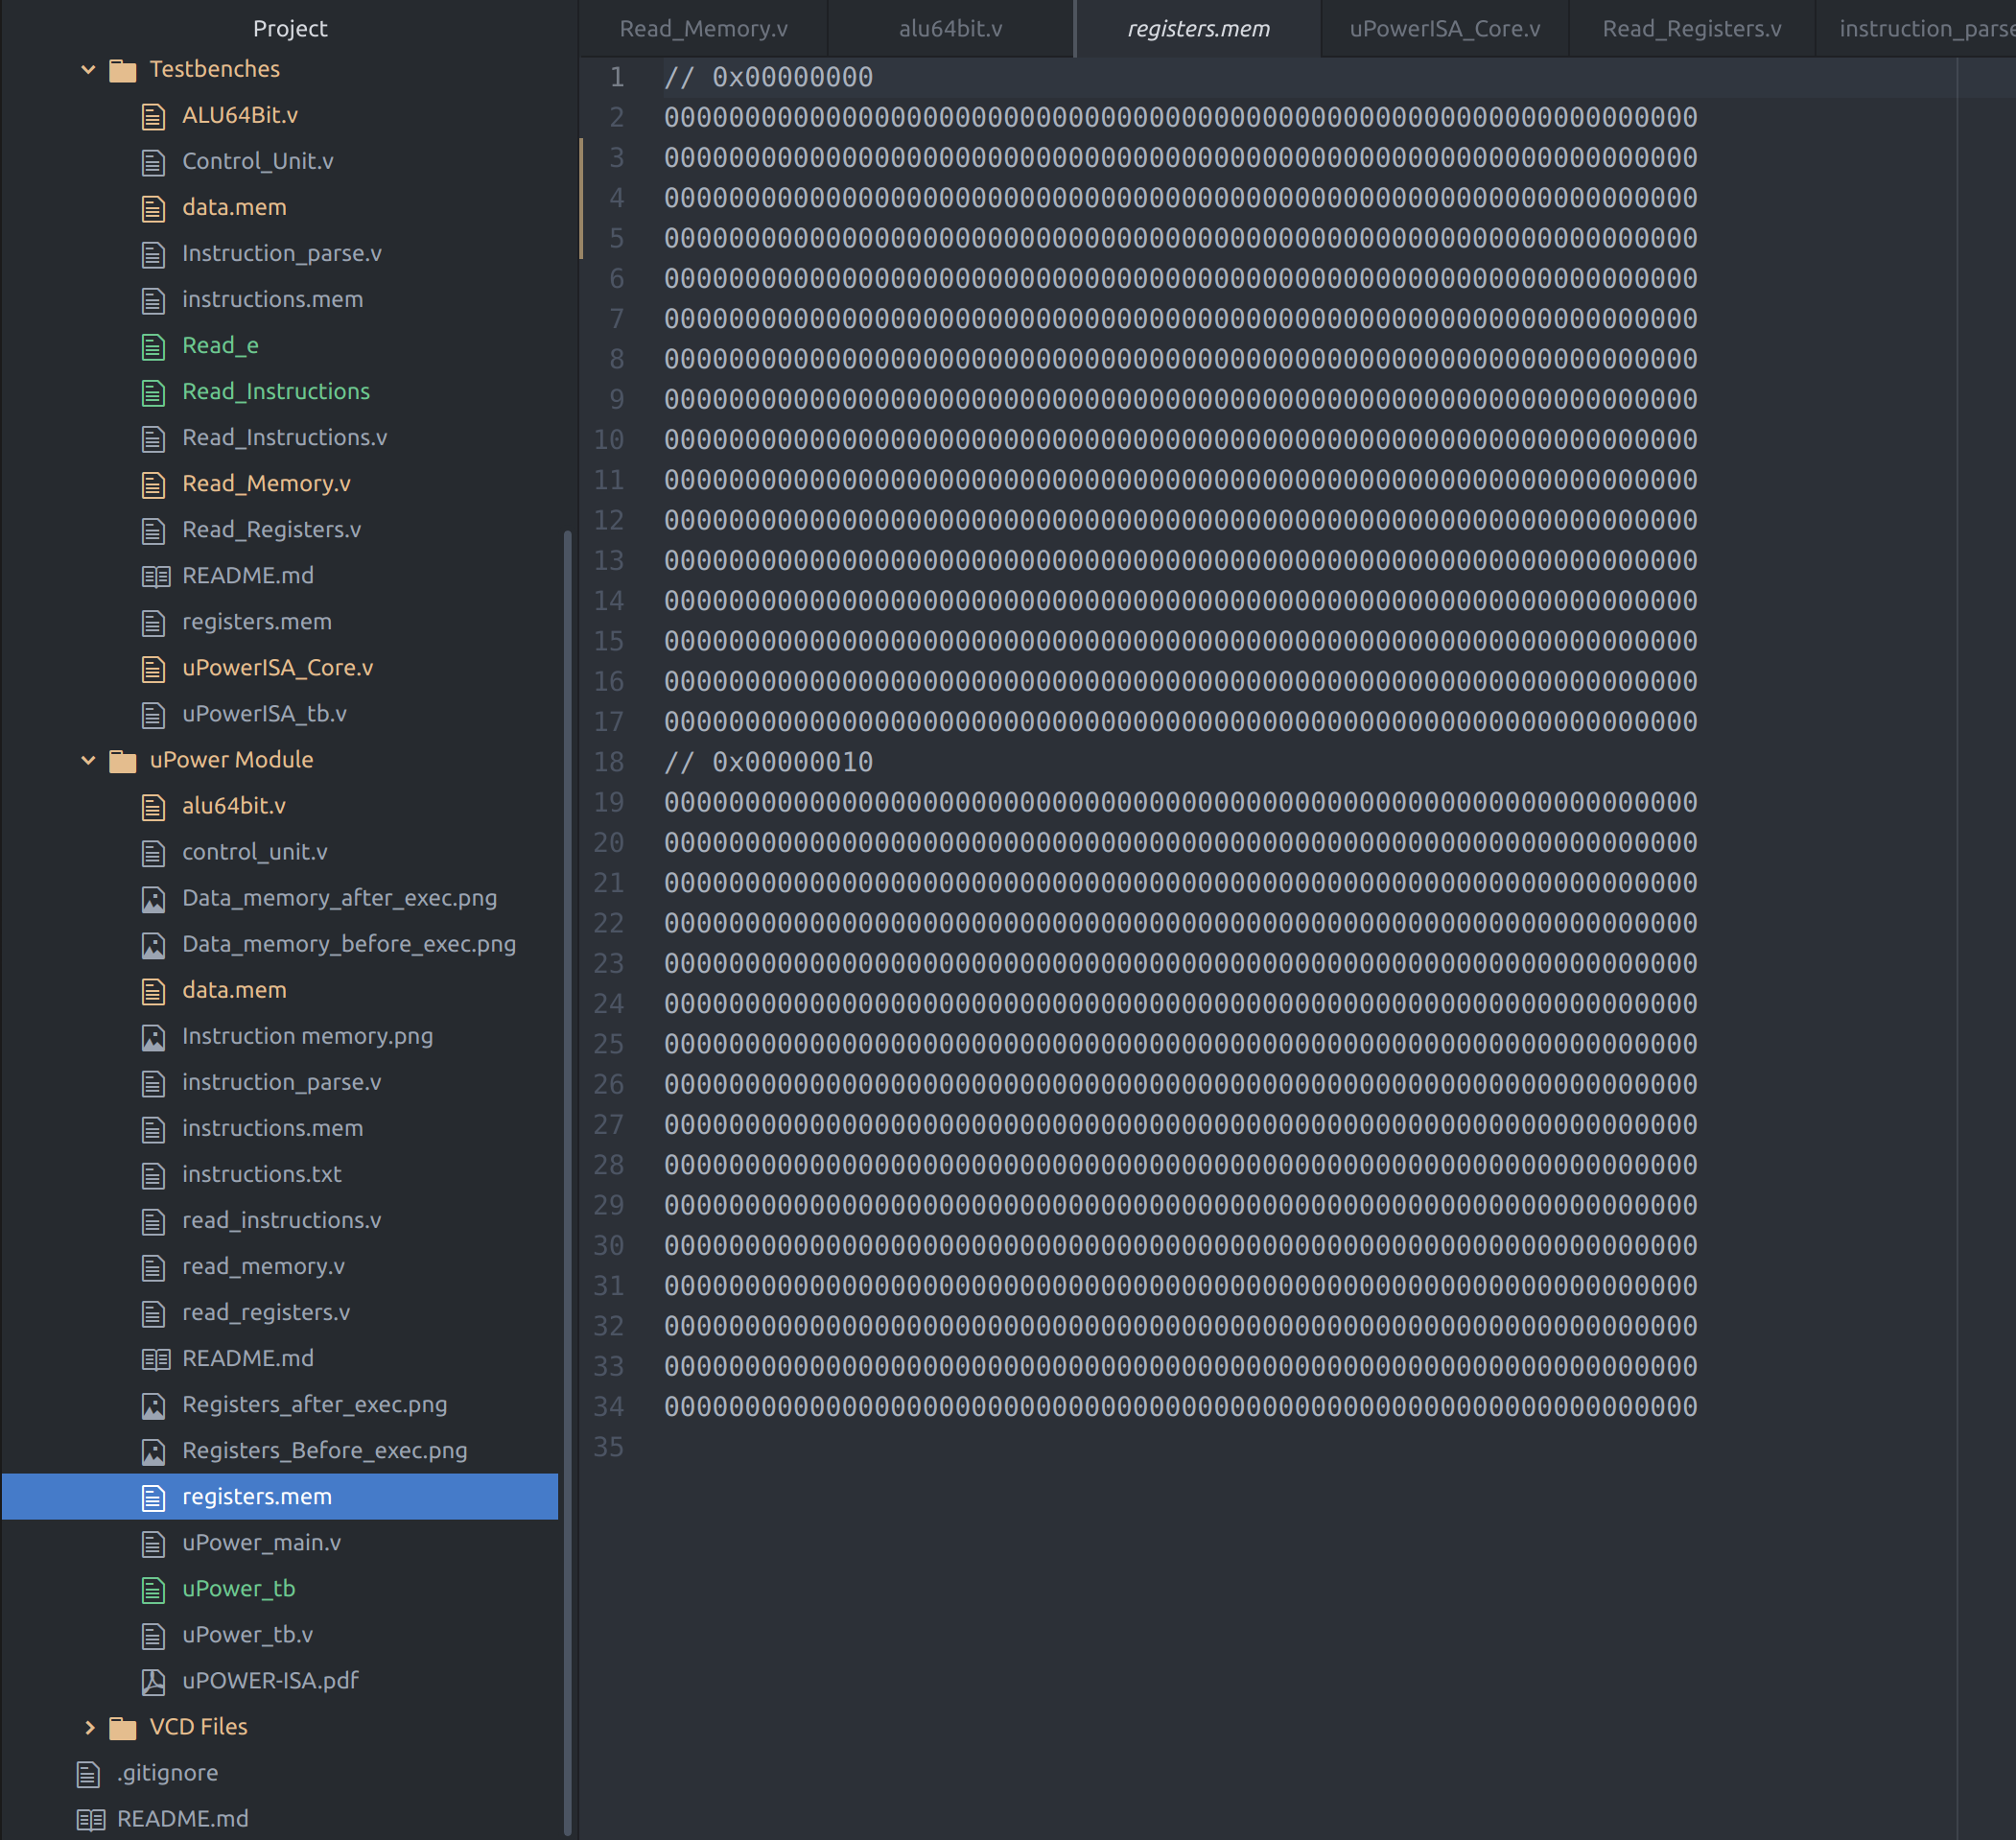 Project
Testbenches
ALU64Bit.v
Control_Unit.v
data.mem
Instruction_parse.v
instructions.mem
Read_e
Read_Instructions
Read_Instructions.v
Read_Memory.v
Read_Registers.v
README.md
registers.mem
uPowerISA_Core.v
uPowerISA_tb.v
uPower Module
alu64bit.v
control_unit.v
Data_memory_after_exec.png
Data_memory_before_exec.png
data.mem
Instruction memory.png
instruction_parse.v
instructions.mem
instructions.txt
read_instructions.v
read_memory.v
read_registers.v
README.md
Registers_after_exec.png
Registers_Before_exec.png
registers.mem
uPower_main.v
uPower_tb
uPower_tb.v
uPOWER-ISA.pdf
VCD Files
.gitignore
README.md
Read_Memory.v alu64bit.v registers.mem uPowerISA_Core.v Read_Registers.v instruction_parse
1 // 0x00000000
2 0000000000000000000000000000000000000000000000000000000000000000
3 0000000000000000000000000000000000000000000000000000000000000000
4 0000000000000000000000000000000000000000000000000000000000000000
5 0000000000000000000000000000000000000000000000000000000000000000
6 0000000000000000000000000000000000000000000000000000000000000000
7 0000000000000000000000000000000000000000000000000000000000000000
8 0000000000000000000000000000000000000000000000000000000000000000
9 0000000000000000000000000000000000000000000000000000000000000000
10 0000000000000000000000000000000000000000000000000000000000000000
11 0000000000000000000000000000000000000000000000000000000000000000
12 0000000000000000000000000000000000000000000000000000000000000000
13 0000000000000000000000000000000000000000000000000000000000000000
14 0000000000000000000000000000000000000000000000000000000000000000
15 0000000000000000000000000000000000000000000000000000000000000000
16 0000000000000000000000000000000000000000000000000000000000000000
17 0000000000000000000000000000000000000000000000000000000000000000
18 // 0x00000010
19 0000000000000000000000000000000000000000000000000000000000000000
20 0000000000000000000000000000000000000000000000000000000000000000
21 0000000000000000000000000000000000000000000000000000000000000000
22 0000000000000000000000000000000000000000000000000000000000000000
23 0000000000000000000000000000000000000000000000000000000000000000
24 0000000000000000000000000000000000000000000000000000000000000000
25 0000000000000000000000000000000000000000000000000000000000000000
26 0000000000000000000000000000000000000000000000000000000000000000
27 0000000000000000000000000000000000000000000000000000000000000000
28 0000000000000000000000000000000000000000000000000000000000000000
29 0000000000000000000000000000000000000000000000000000000000000000
30 0000000000000000000000000000000000000000000000000000000000000000
31 0000000000000000000000000000000000000000000000000000000000000000
32 0000000000000000000000000000000000000000000000000000000000000000
33 0000000000000000000000000000000000000000000000000000000000000000
34 0000000000000000000000000000000000000000000000000000000000000000
35